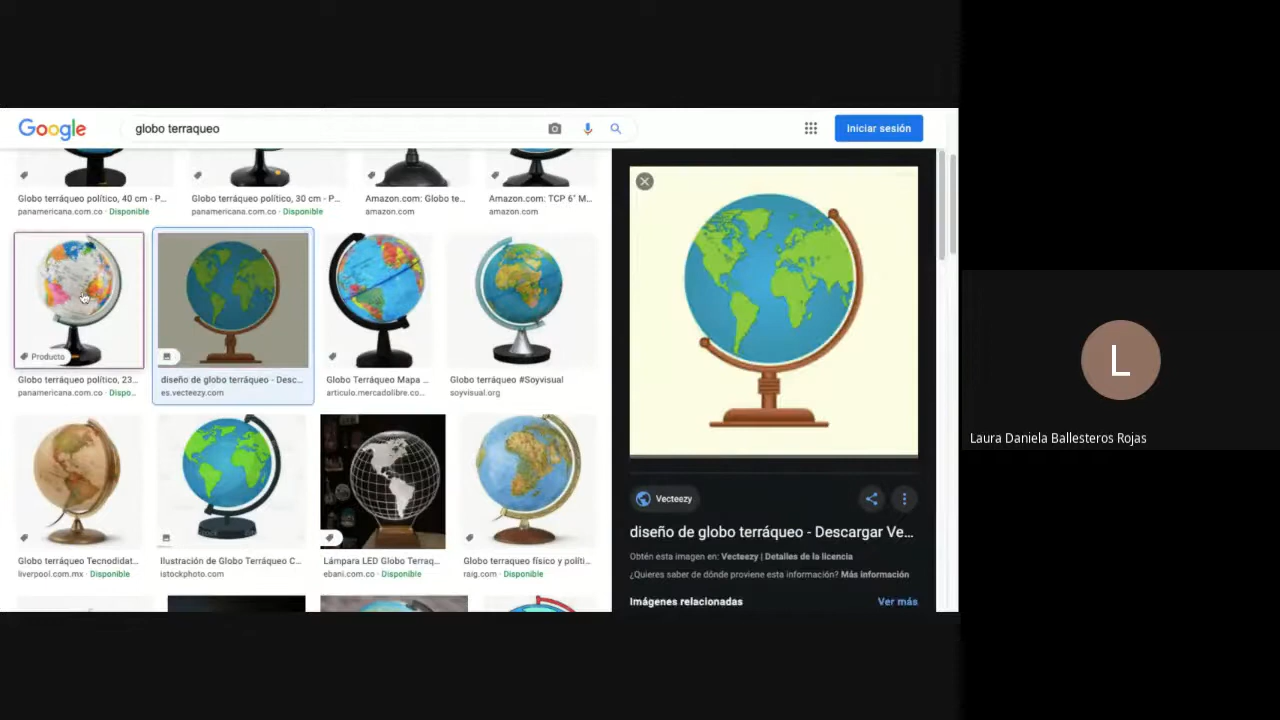 Google
globo terraqueo
Iniciar sesión
Globo terráqueo político, 40 cm - P...
panamericana.com.co · Disponible
Globo terráqueo político, 30 cm - P...
panamericana.com.co · Disponible
Amazon.com: Globo te...
amazon.com
Amazon.com: TCP 6" M...
amazon.com
Producto
Globo terráqueo político, 23...
panamericana.com.co · Dispo...
diseño de globo terráqueo - Desc...
es.vecteezy.com
Globo Terráqueo Mapa ...
articulo.mercadolibre.co...
Globo terráqueo #Soyvisual
soyvisual.org
Globo terráqueo Tecnodidat...
liverpool.com.mx · Disponible
Ilustración de Globo Terráqueo C...
istockphoto.com
Lámpara LED Globo Terraq...
ebani.com.co · Disponible
Globo terráqueo físico y políti...
raig.com · Disponible
Vecteezy
diseño de globo terráqueo - Descargar Ve...
Obtén esta imagen en: Vecteezy | Detalles de la licencia
¿Quieres saber de dónde proviene esta información? Más información
Imágenes relacionadas
Ver más
L
Laura Daniela Ballesteros Rojas